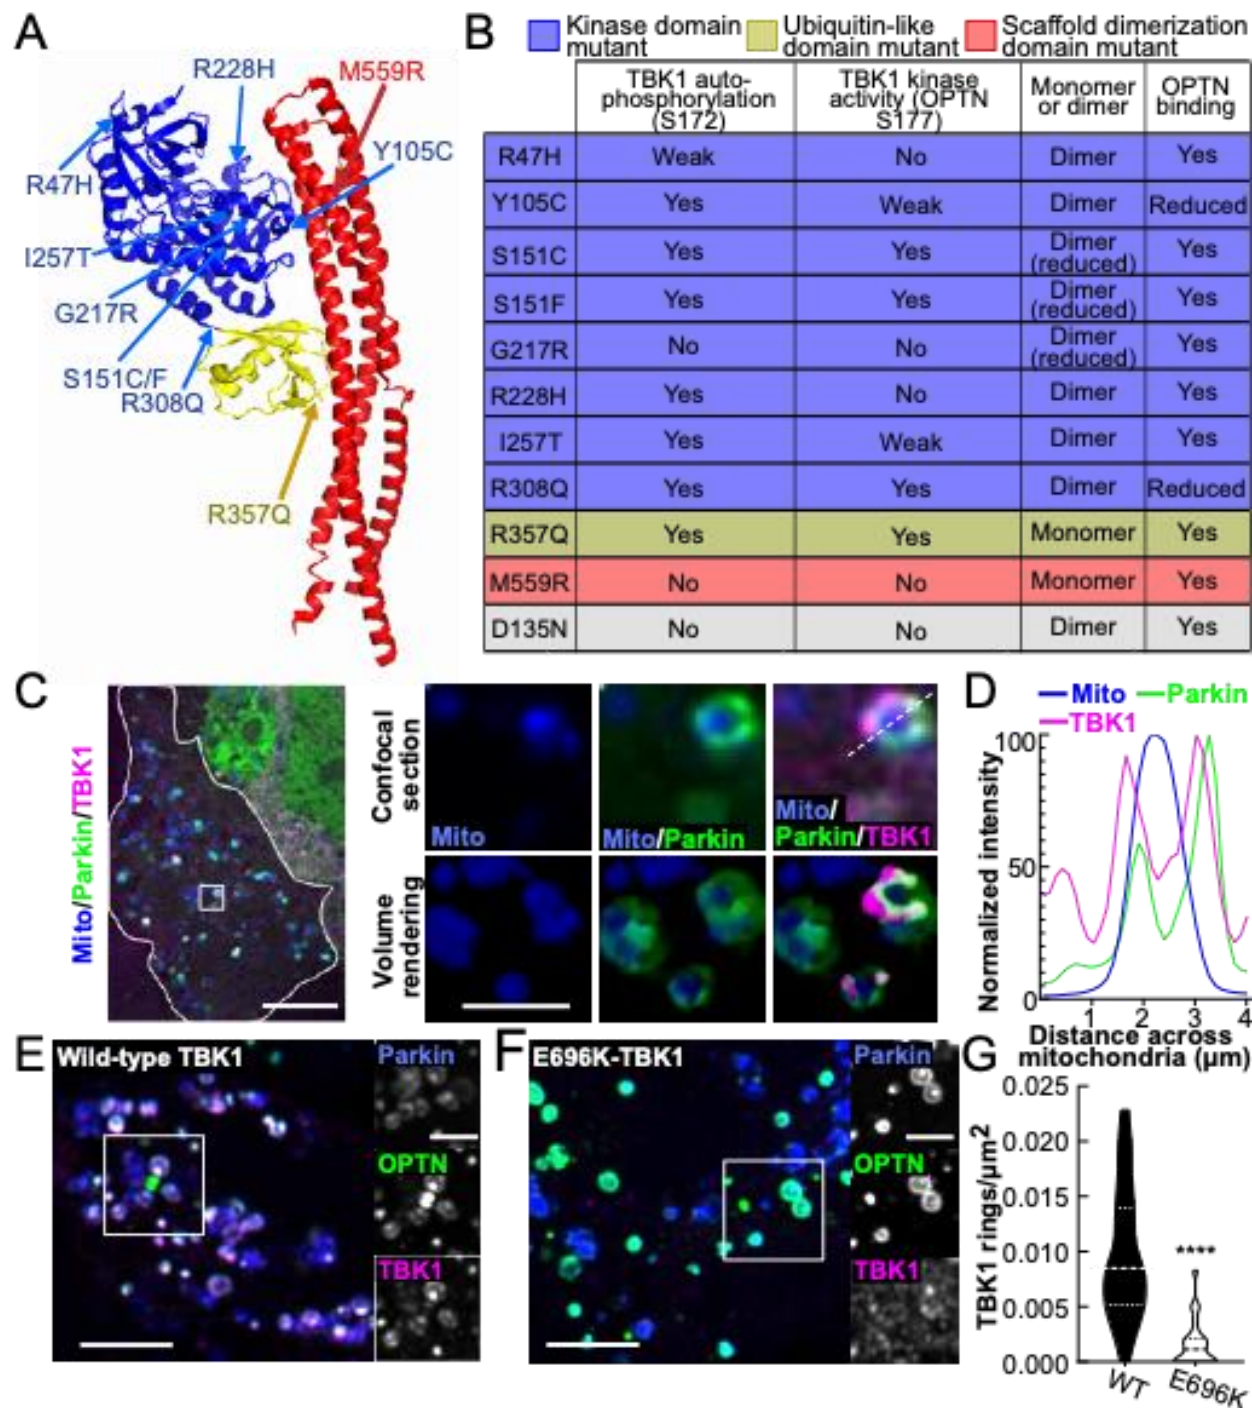 A
R228H
M559R
Y105C
R47H
I257T
G217R
S151C/F
R308Q
R357Q
B
Kinase domain mutant
Ubiquitin-like domain mutant
Scaffold dimerization domain mutant
TBK1 auto-phosphorylation (S172)
TBK1 kinase activity (OPTN S177)
Monomer or dimer
OPTN binding
R47H Weak No Dimer Yes
Y105C Yes Weak Dimer Reduced
S151C Yes Yes Dimer (reduced) Yes
S151F Yes Yes Dimer (reduced) Yes
G217R No No Dimer (reduced) Yes
R228H Yes No Dimer Yes
I257T Yes Weak Dimer Yes
R308Q Yes Yes Dimer Reduced
R357Q Yes Yes Monomer Yes
M559R No No Monomer Yes
D135N No No Dimer Yes
C
Mito/Parkin/TBK1
Confocal section
Mito
Mito/Parkin
Mito/
Parkin/TBK1
Volume rendering
D
Mito Parkin
TBK1
Normalized intensity
100
50
0
1 2 3 4
Distance across mitochondria (µm)
E
Wild-type TBK1
Parkin
OPTN
TBK1
F
E696K-TBK1
Parkin
OPTN
TBK1
G
TBK1 rings/µm2
0.025
0.020
0.015
0.010
0.005
0.000
****
WT
E696K